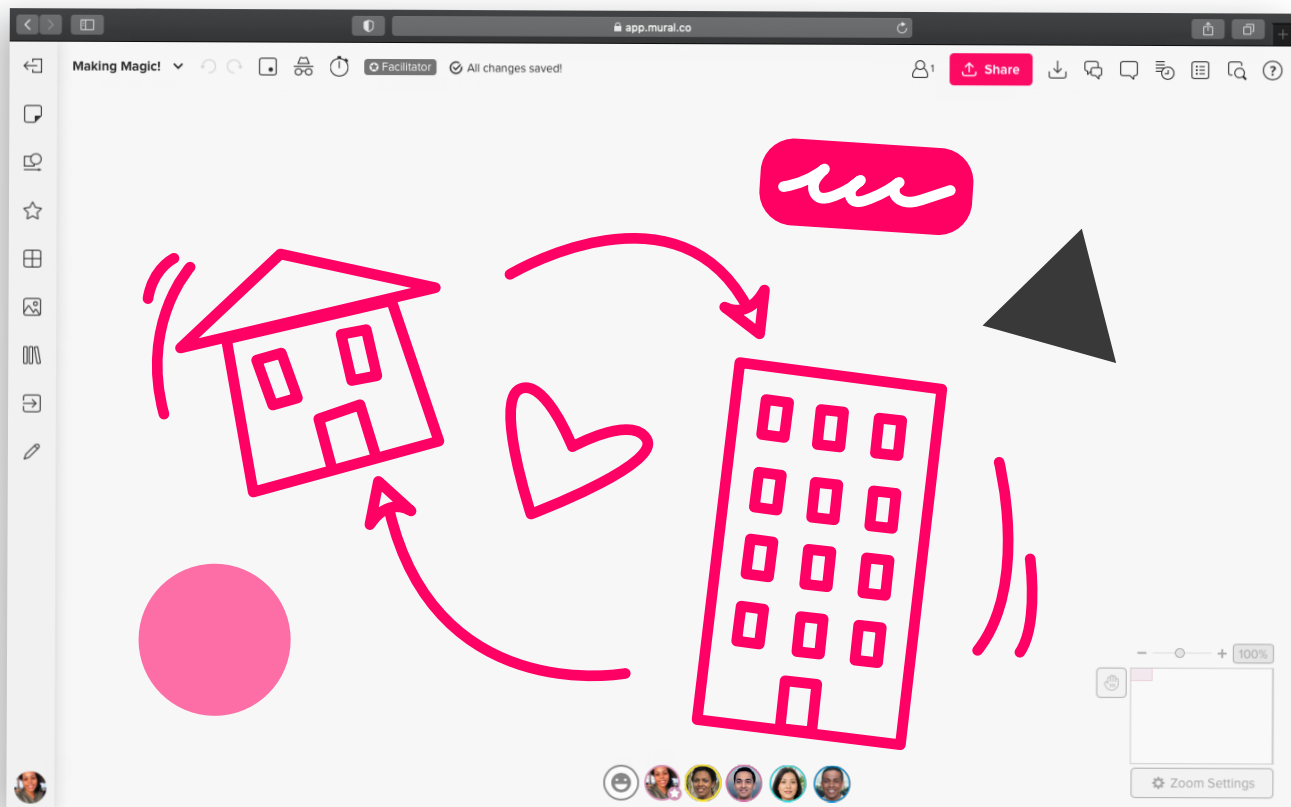 app.mural.co
Making Magic!
Facilitator
All changes saved!
1
Share
?
100%
Zoom Settings